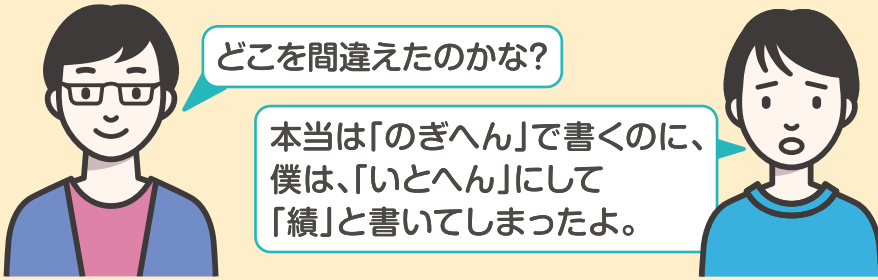 どこを間違えたのかな?
本当は｢のぎへん｣で書くのに、
僕は、｢いとへん｣にして
｢績｣と書いてしまったよ。